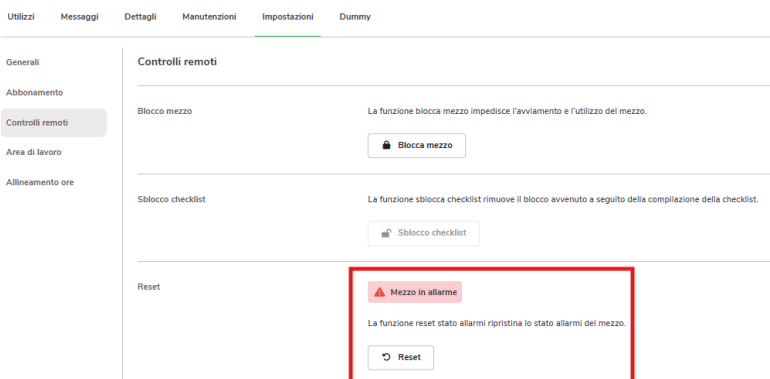 Utilizzi Messaggi Dettagli Manutenzioni Impostazioni Dummy
Generali
Abbonamento
Controlli remoti
Area di lavoro
Allineamento ore
Controlli remoti
Blocco mezzo
La funzione blocca mezzo impedisce l'avviamento e l'utilizzo del mezzo.
Blocca mezzo
Sblocco checklist
La funzione sblocca checklist rimuove il blocco avvenuto a seguito della compilazione della checklist.
Sblocco checklist
Reset
Mezzo in allarme
La funzione reset stato allarmi ripristina lo stato allarmi del mezzo.
Reset